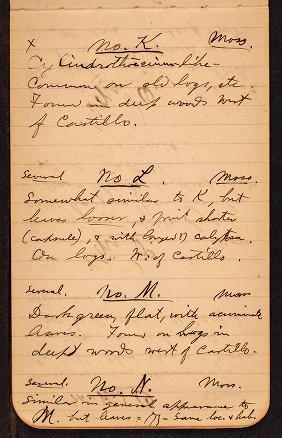 x No. K. Moss.
Cylindrothecium-like-
Common on old logs, etc.
Found in deep woods west
of Castillo.
Several No L. Moss.
Somewhat similar to K, but
leaves looser, & fruit shorter
(capsule), & with longer(?) calyptra.
On logs. W. of Castillo.
Several. No. M. Moss
Dark green, flat, with acuminate
leaves. Found on logs in
deep woods west of Castillo.
Several. No. N. Moss.
Similar in general appearance to
M. but leaves = same loc. & hab.